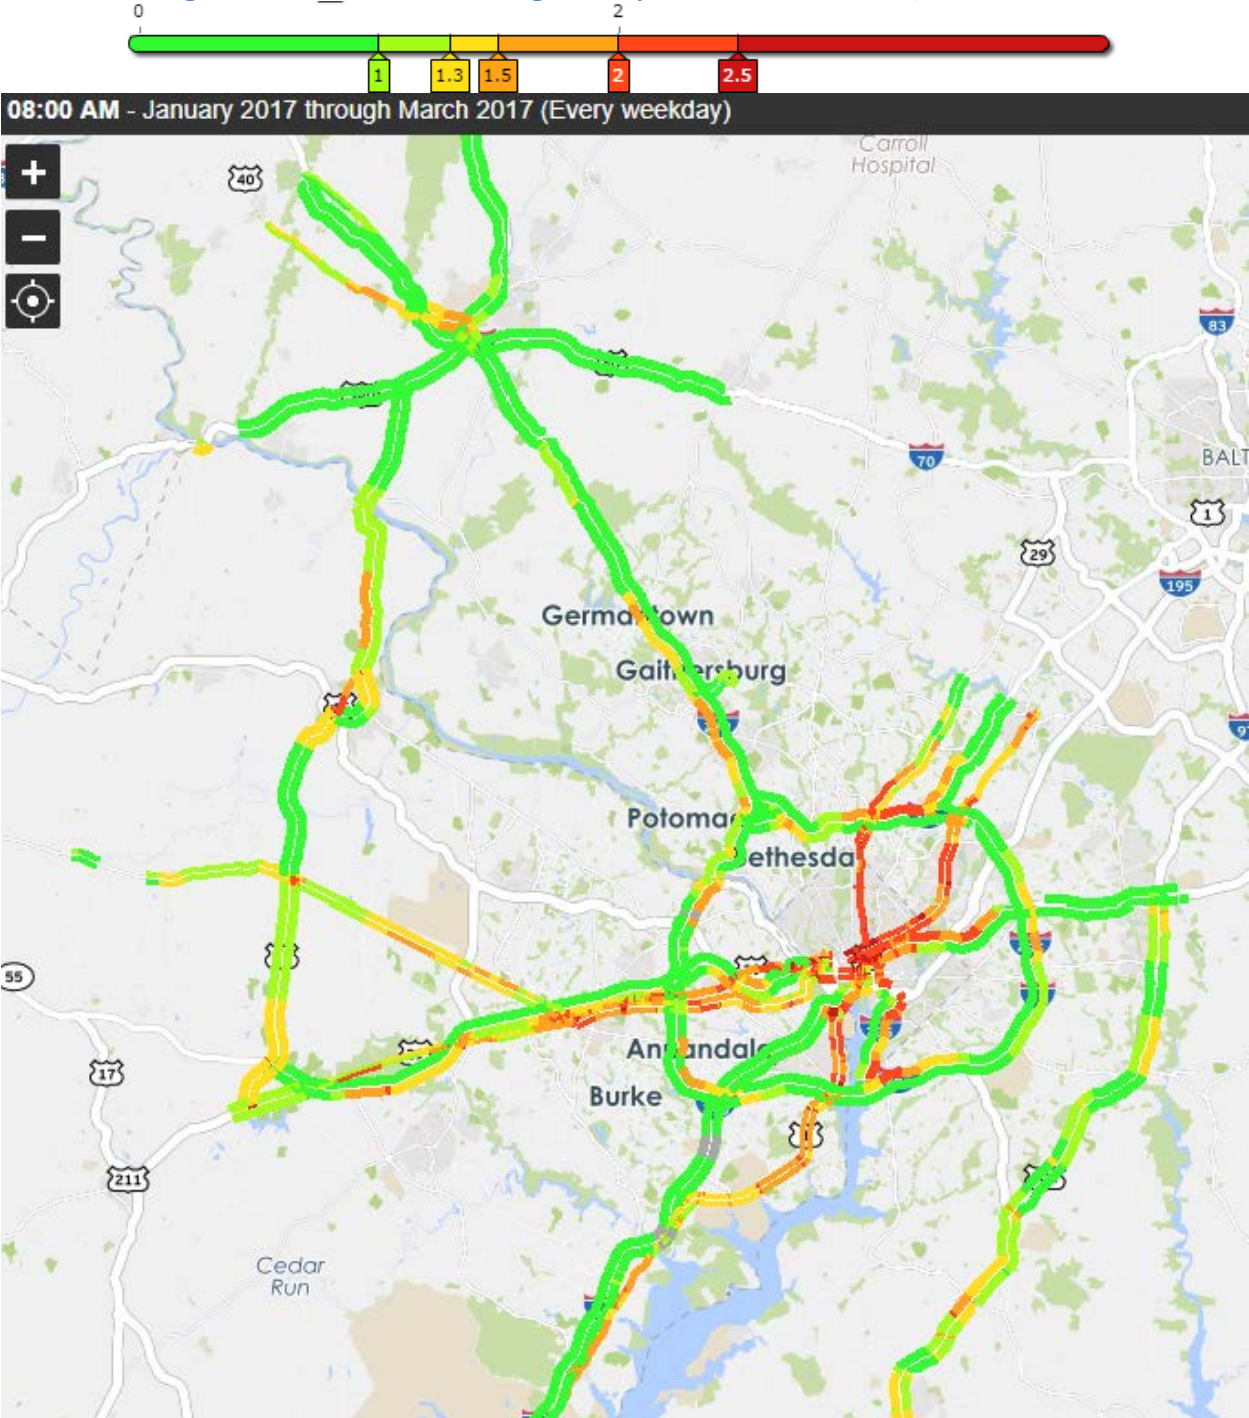 0 2
1 1.3 1.5 2 2.5
08:00 AM - January 2017 through March 2017 (Every weekday)
Carroll
Hospital
+
40
−
83
70
BALT
1
29
195
Germantown
Gaithersburg
97
Potomac
Bethesda
55
Annandale
17
Burke
1
211
Cedar
Run